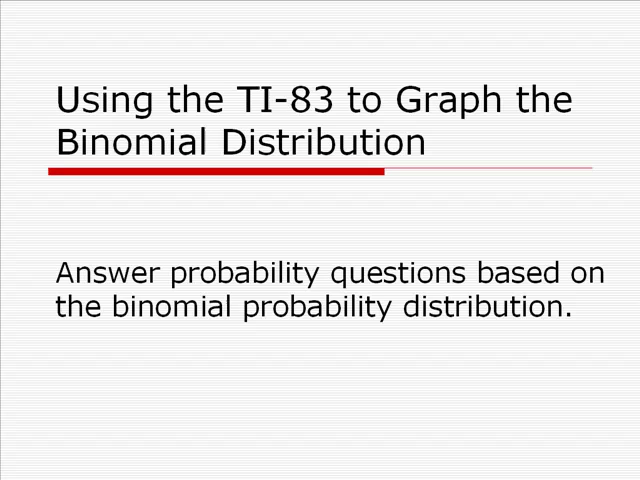 Using the TI-83 to Graph the
Binomial Distribution
Answer probability questions based on
the binomial probability distribution.